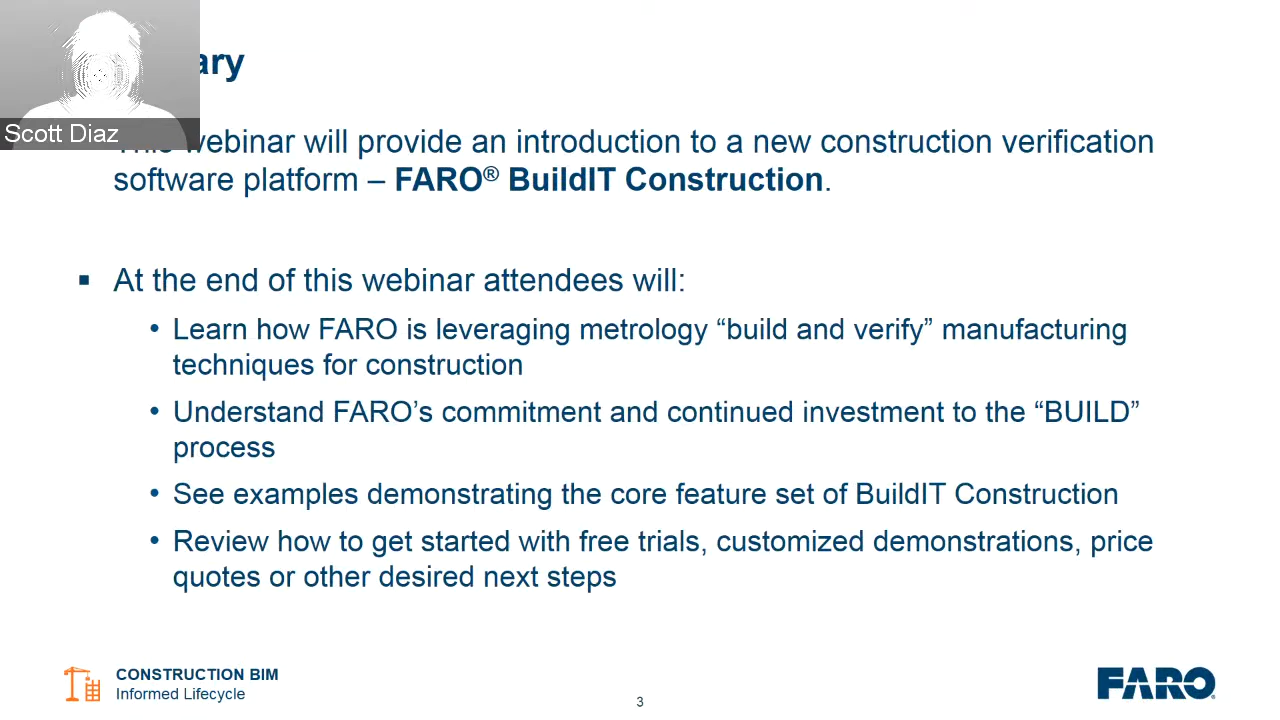 ary
Scott Diaz
webinar will provide an introduction to a new construction verification
software platform – FARO® BuildIT Construction.
▪ At the end of this webinar attendees will:
• Learn how FARO is leveraging metrology “build and verify” manufacturing
techniques for construction
• Understand FARO’s commitment and continued investment to the “BUILD”
process
• See examples demonstrating the core feature set of BuildIT Construction
• Review how to get started with free trials, customized demonstrations, price
quotes or other desired next steps
CONSTRUCTION BIM
Informed Lifecycle
3
FARO